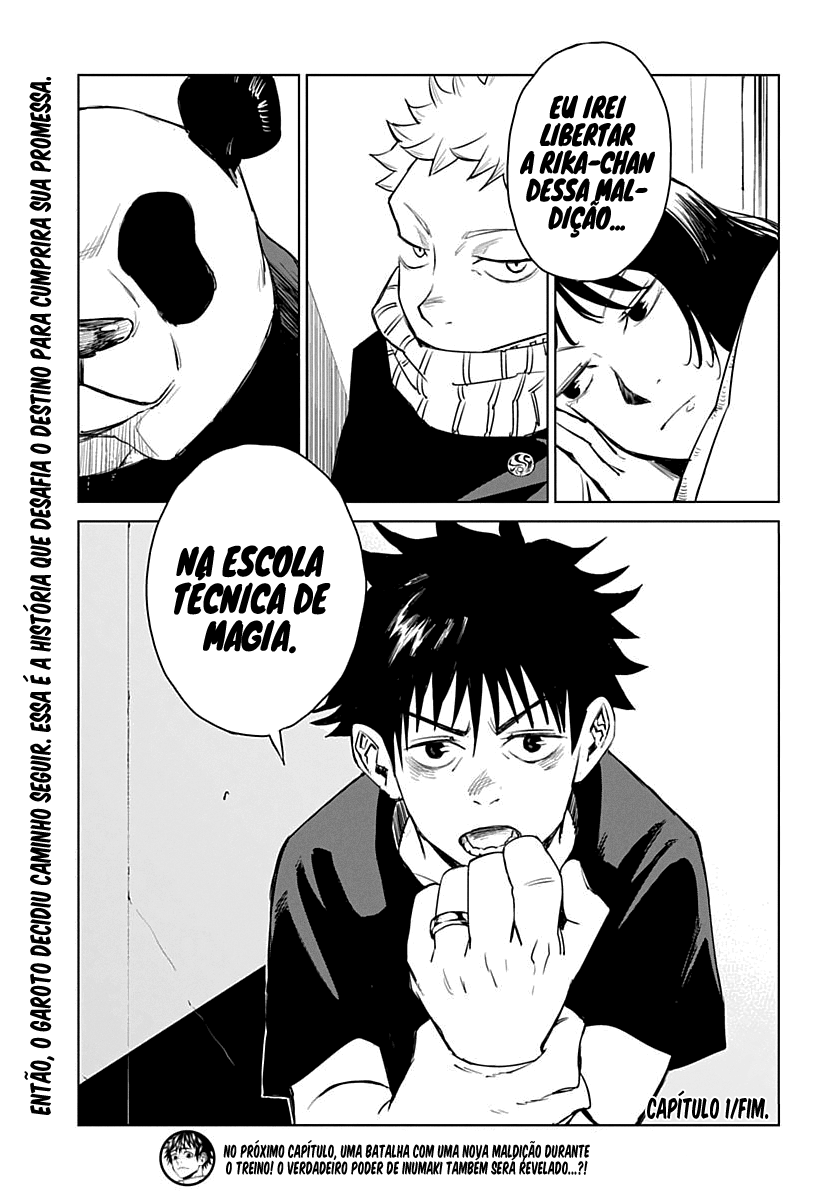 EU IREI
LIBERTAR
A RIKA-CHAN
DESSA MAL-
DIÇÃO...
NA ESCOLA
TÉCNICA DE
MAGIA.
ENTÃO, O GAROTO DECIDIU CAMINHO SEGUIR. ESSA É A HISTÓRIA QUE DESAFIA O DESTINO PARA CUMPRIRA SUA PROMESSA.
CAPÍTULO 1/FIM.
NO PRÓXIMO CAPÍTULO, UMA BATALHA COM UMA NOVA MALDIÇÃO DURANTE
O TREINO! O VERDADEIRO PODER DE INUMAKI TAMBÉM SERÁ REVELADO...?!